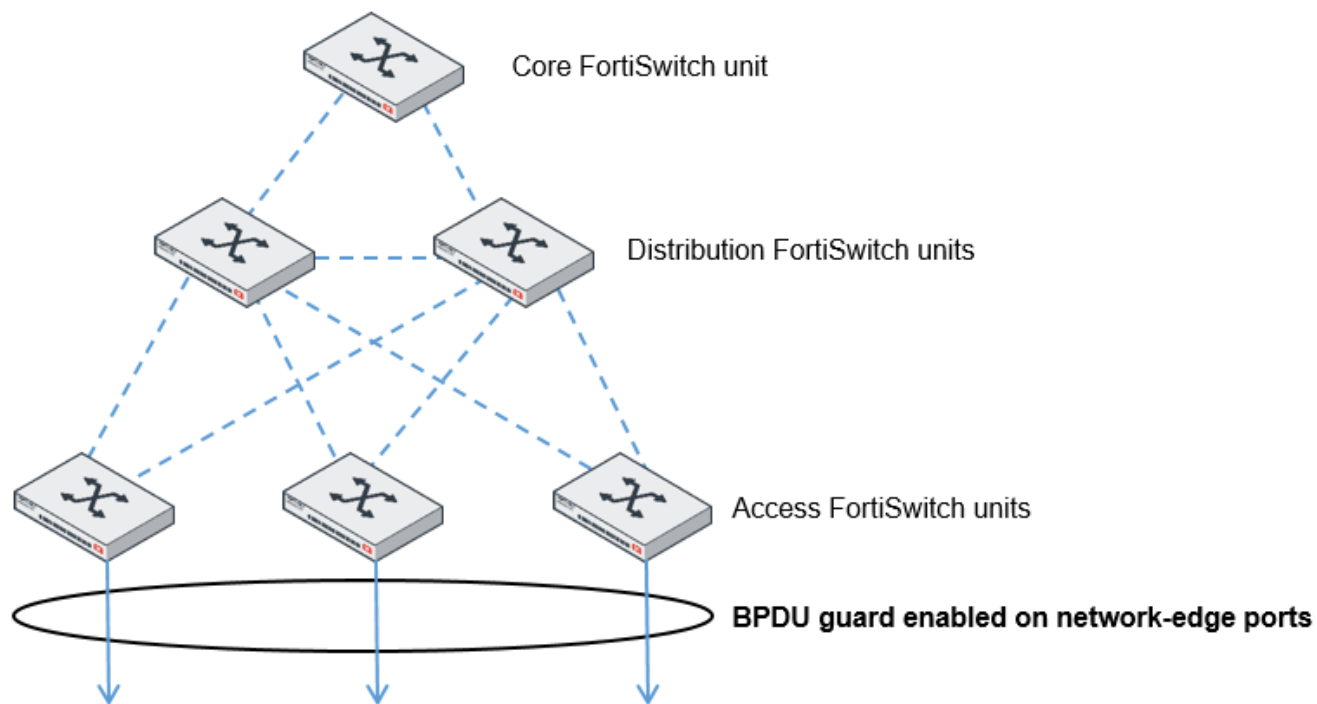 Core FortiSwitch unit
Distribution FortiSwitch units
Access FortiSwitch units
BPDU guard enabled on network-edge ports